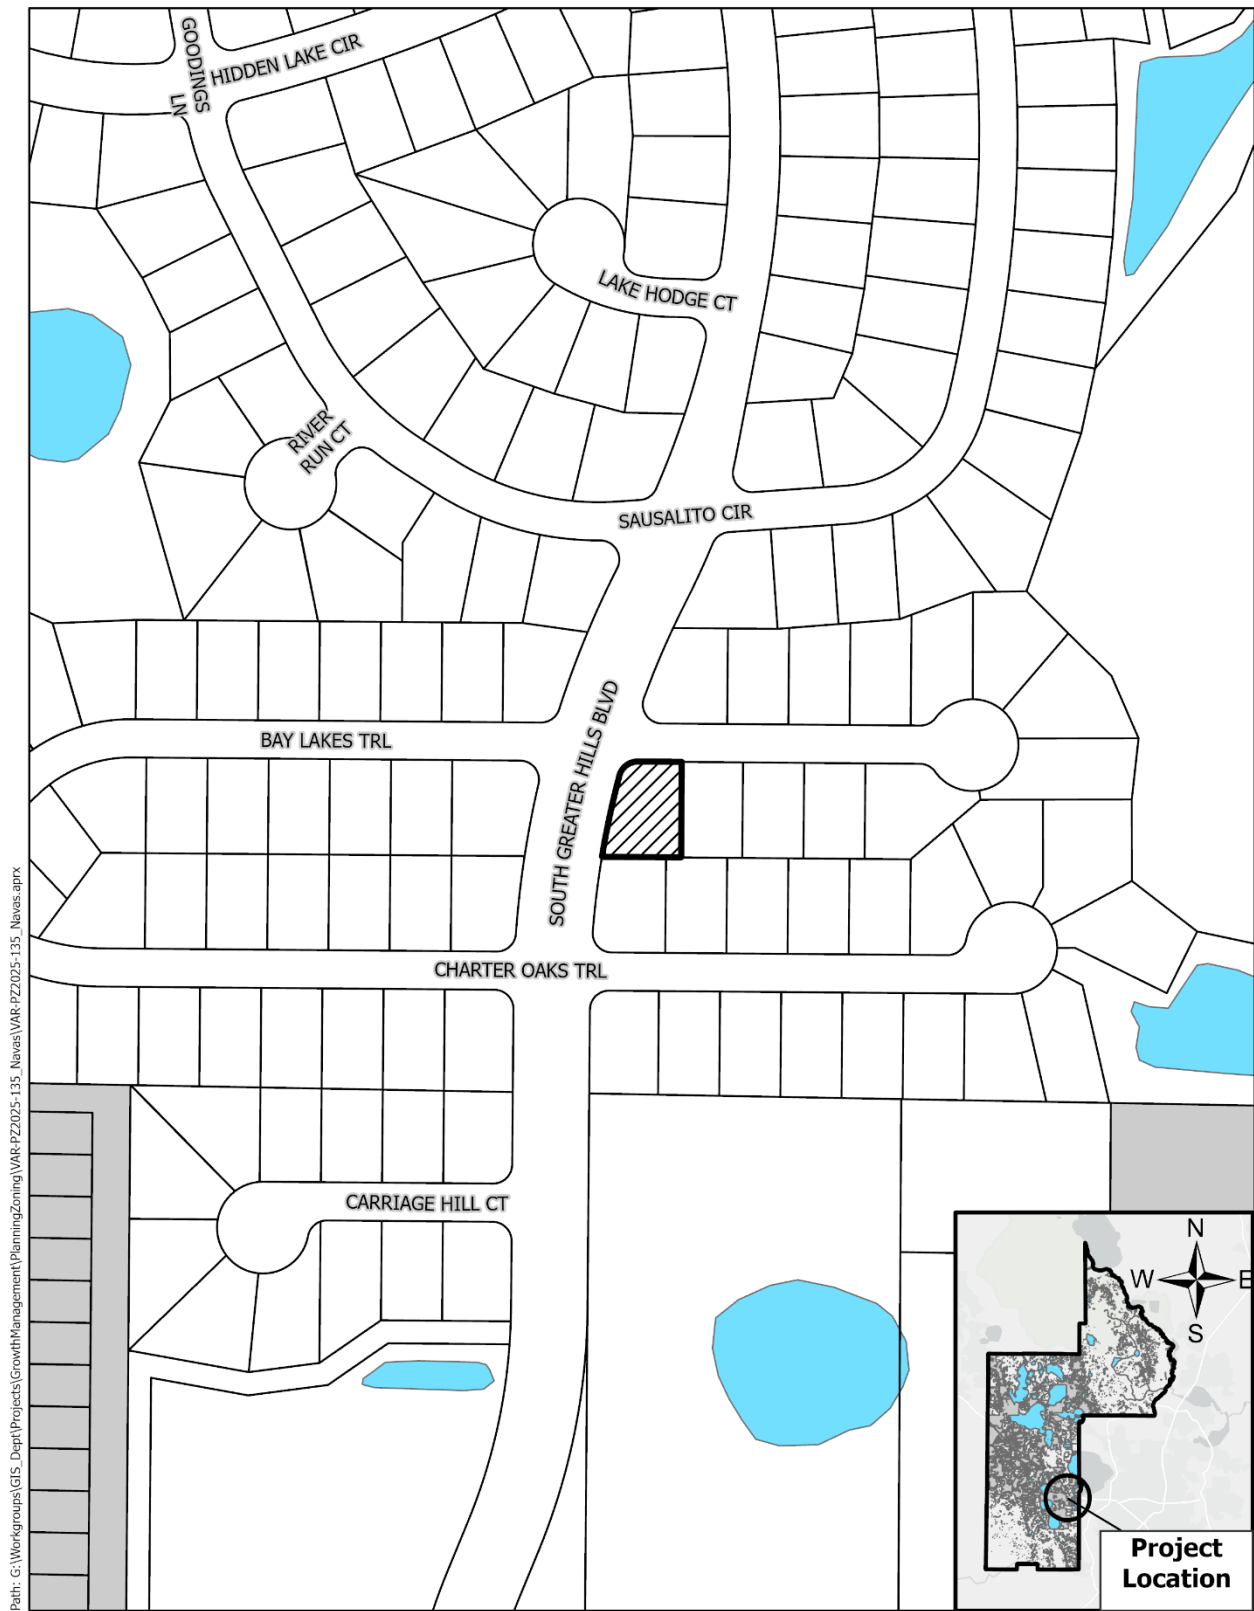 GOODINGS
LN
HIDDEN LAKE CIR
LAKE HODGE CT
RIVER
RUN CT
SAUSALITO CIR
SOUTH GREATER HILLS BLVD
BAY LAKES TRL
CHARTER OAKS TRL
CARRIAGE HILL CT
Path: G:\Workgroups\GIS_Dept\Projects\GrowthManagement\PlanningZoning\VAR-PZ2025-135_Navas\VAR-PZ2025-135_Navas.aprx
N
W
E
S
Project
Location